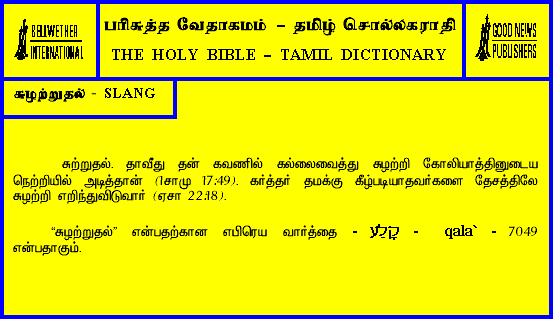 BELLWETHER
INTERNATIONAL
பரிசுத்த வேதாகமம் – தமிழ் சொல்லகராதி
THE HOLY BIBLE – TAMIL DICTIONARY
GOOD NEWS
PUBLISHERS
சுழற்றுதல் - SLANG
சுற்றுதல். தாவீது தன் கவணில் கல்லைவைத்து சுழற்றி கோலியாத்தினுடைய
நெற்றியில் அடித்தான் (1சாமு 17:49). கர்த்தர் தமக்கு கீழ்படியாதவர்களை தேசத்திலே
சுழற்றி எறிந்துவிடுவார் (ஏசா 22:18).
“சுழற்றுதல்” என்பதற்கான எபிரெய வார்த்தை - קָלַע - qala` - 7049
என்பதாகும்.